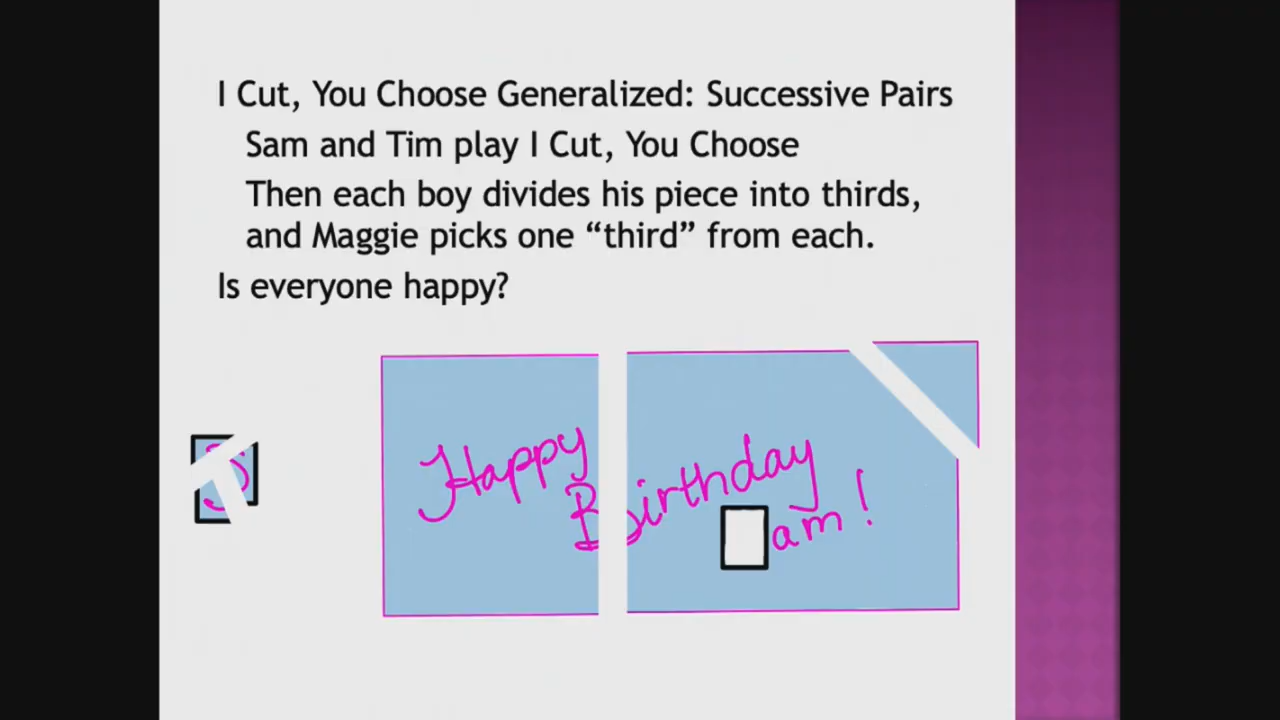 I Cut, You Choose Generalized: Successive Pairs
Sam and Tim play I Cut, You Choose
Then each boy divides his piece into thirds,
and Maggie picks one “third” from each.
Is everyone happy?
Happy
Birthday
S
am!